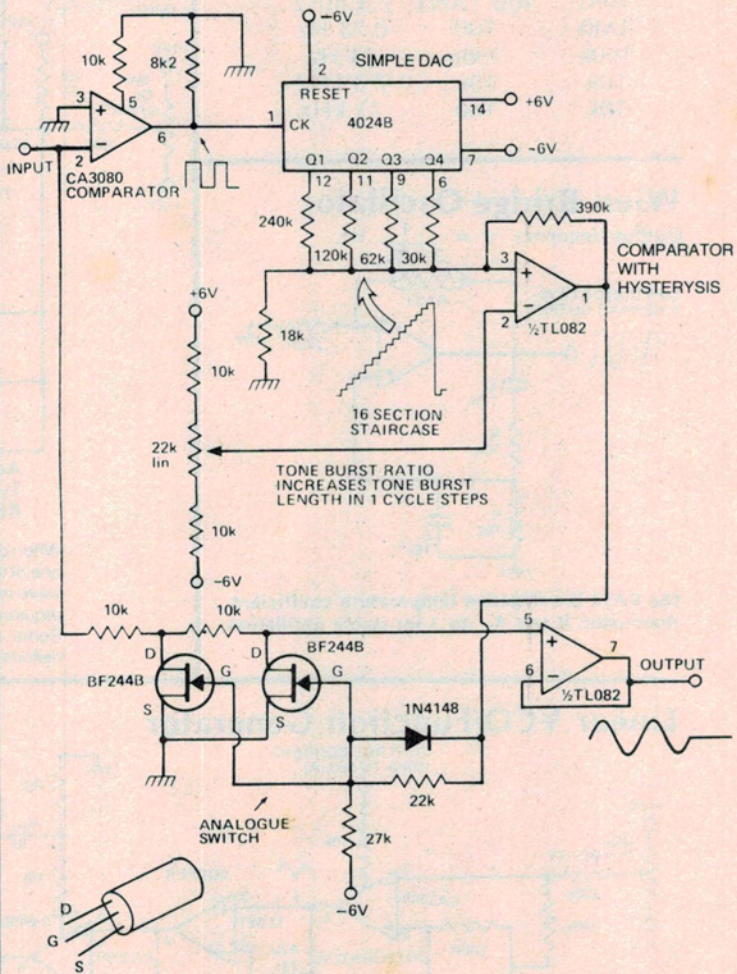 −6V
SIMPLE DAC
10k
8k2
2
RESET
14
+6V
3
5
6
1
CK
4024B
7
−6V
INPUT
2
CA3080
COMPARATOR
Q1
Q2
Q3
Q4
12
11
9
6
240k
120k
62k
30k
390k
COMPARATOR
WITH
HYSTERYSIS
3
1
2
½TL082
+6V
18k
10k
16 SECTION
STAIRCASE
22k
lin
TONE BURST RATIO
INCREASES TONE BURST
LENGTH IN 1 CYCLE STEPS
10k
−6V
10k
10k
D
BF244B
G
S
BF244B
D
G
S
5
7
6
OUTPUT
½TL082
1N4148
22k
ANALOGUE
SWITCH
27k
−6V
D
G
S